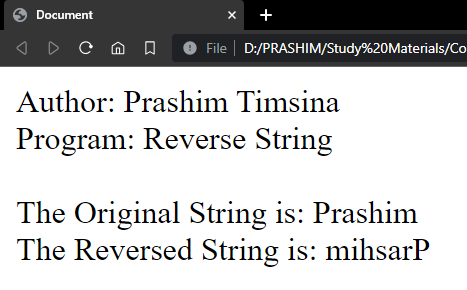 Document
File D:/PRASHIM/Study%20Materials/Co
Author: Prashim Timsina
Program: Reverse String
The Original String is: Prashim
The Reversed String is: mihsarP